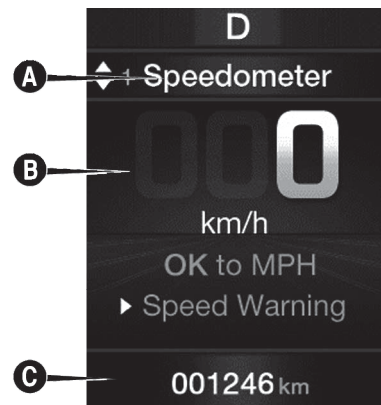 D
A 1 Speedometer
B 000
km/h
OK to MPH
Speed Warning
C 001246 km